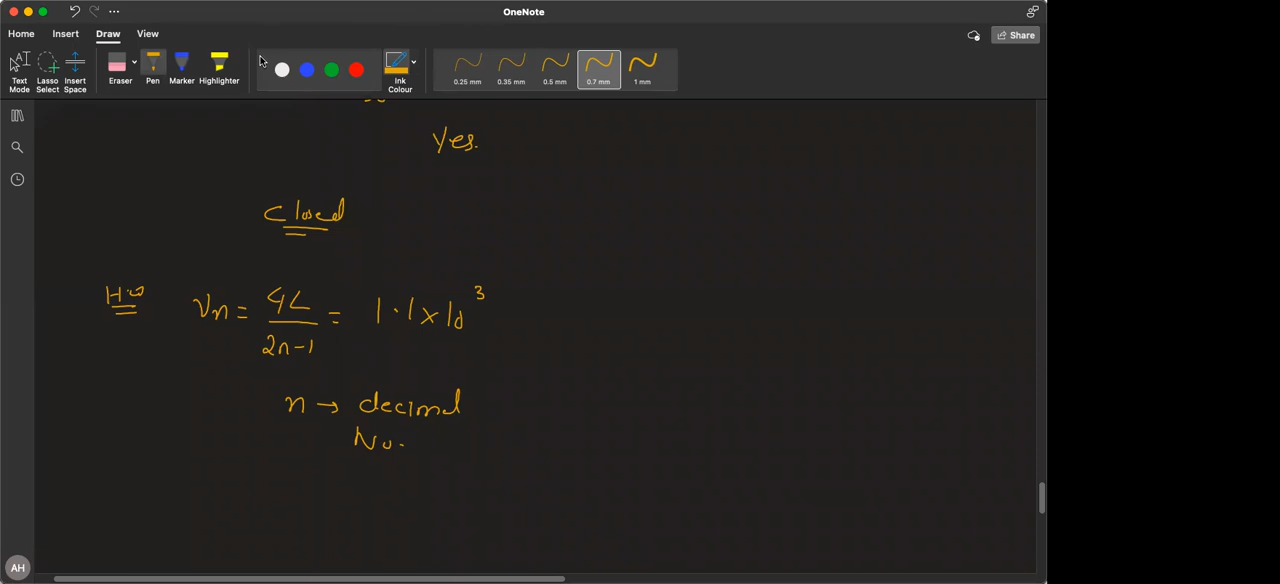 OneNote
Home Insert Draw View
Share
Text Mode
Lasso Select
Insert Space
Eraser
Pen
Marker
Highlighter
Ink Colour
0.25 mm
0.35 mm
0.5 mm
0.7 mm
1 mm
Yes.
Closed
H.W
νn = 4L / 2n-1 = 1.1 x 10^3
n → decimal
No.
AH